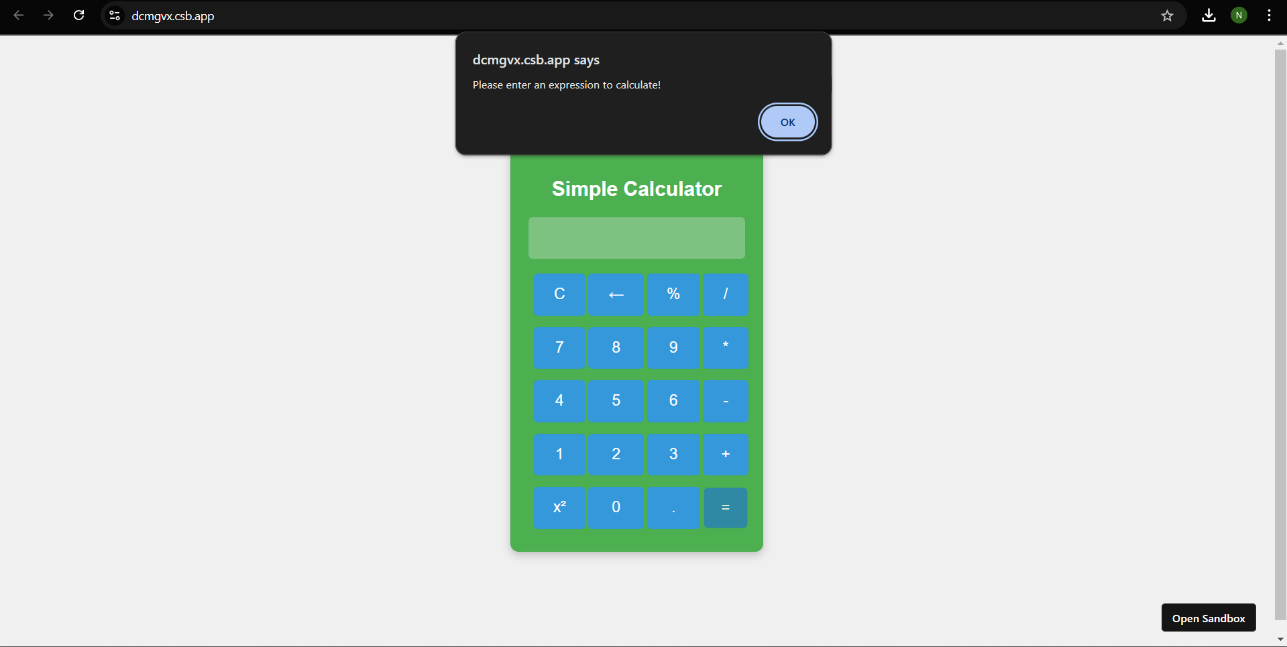 dcmgvx.csb.app
N
dcmgvx.csb.app says
Please enter an expression to calculate!
OK
Simple Calculator
C ← % /
7 8 9 *
4 5 6 -
1 2 3 +
x² 0 . =
Open Sandbox